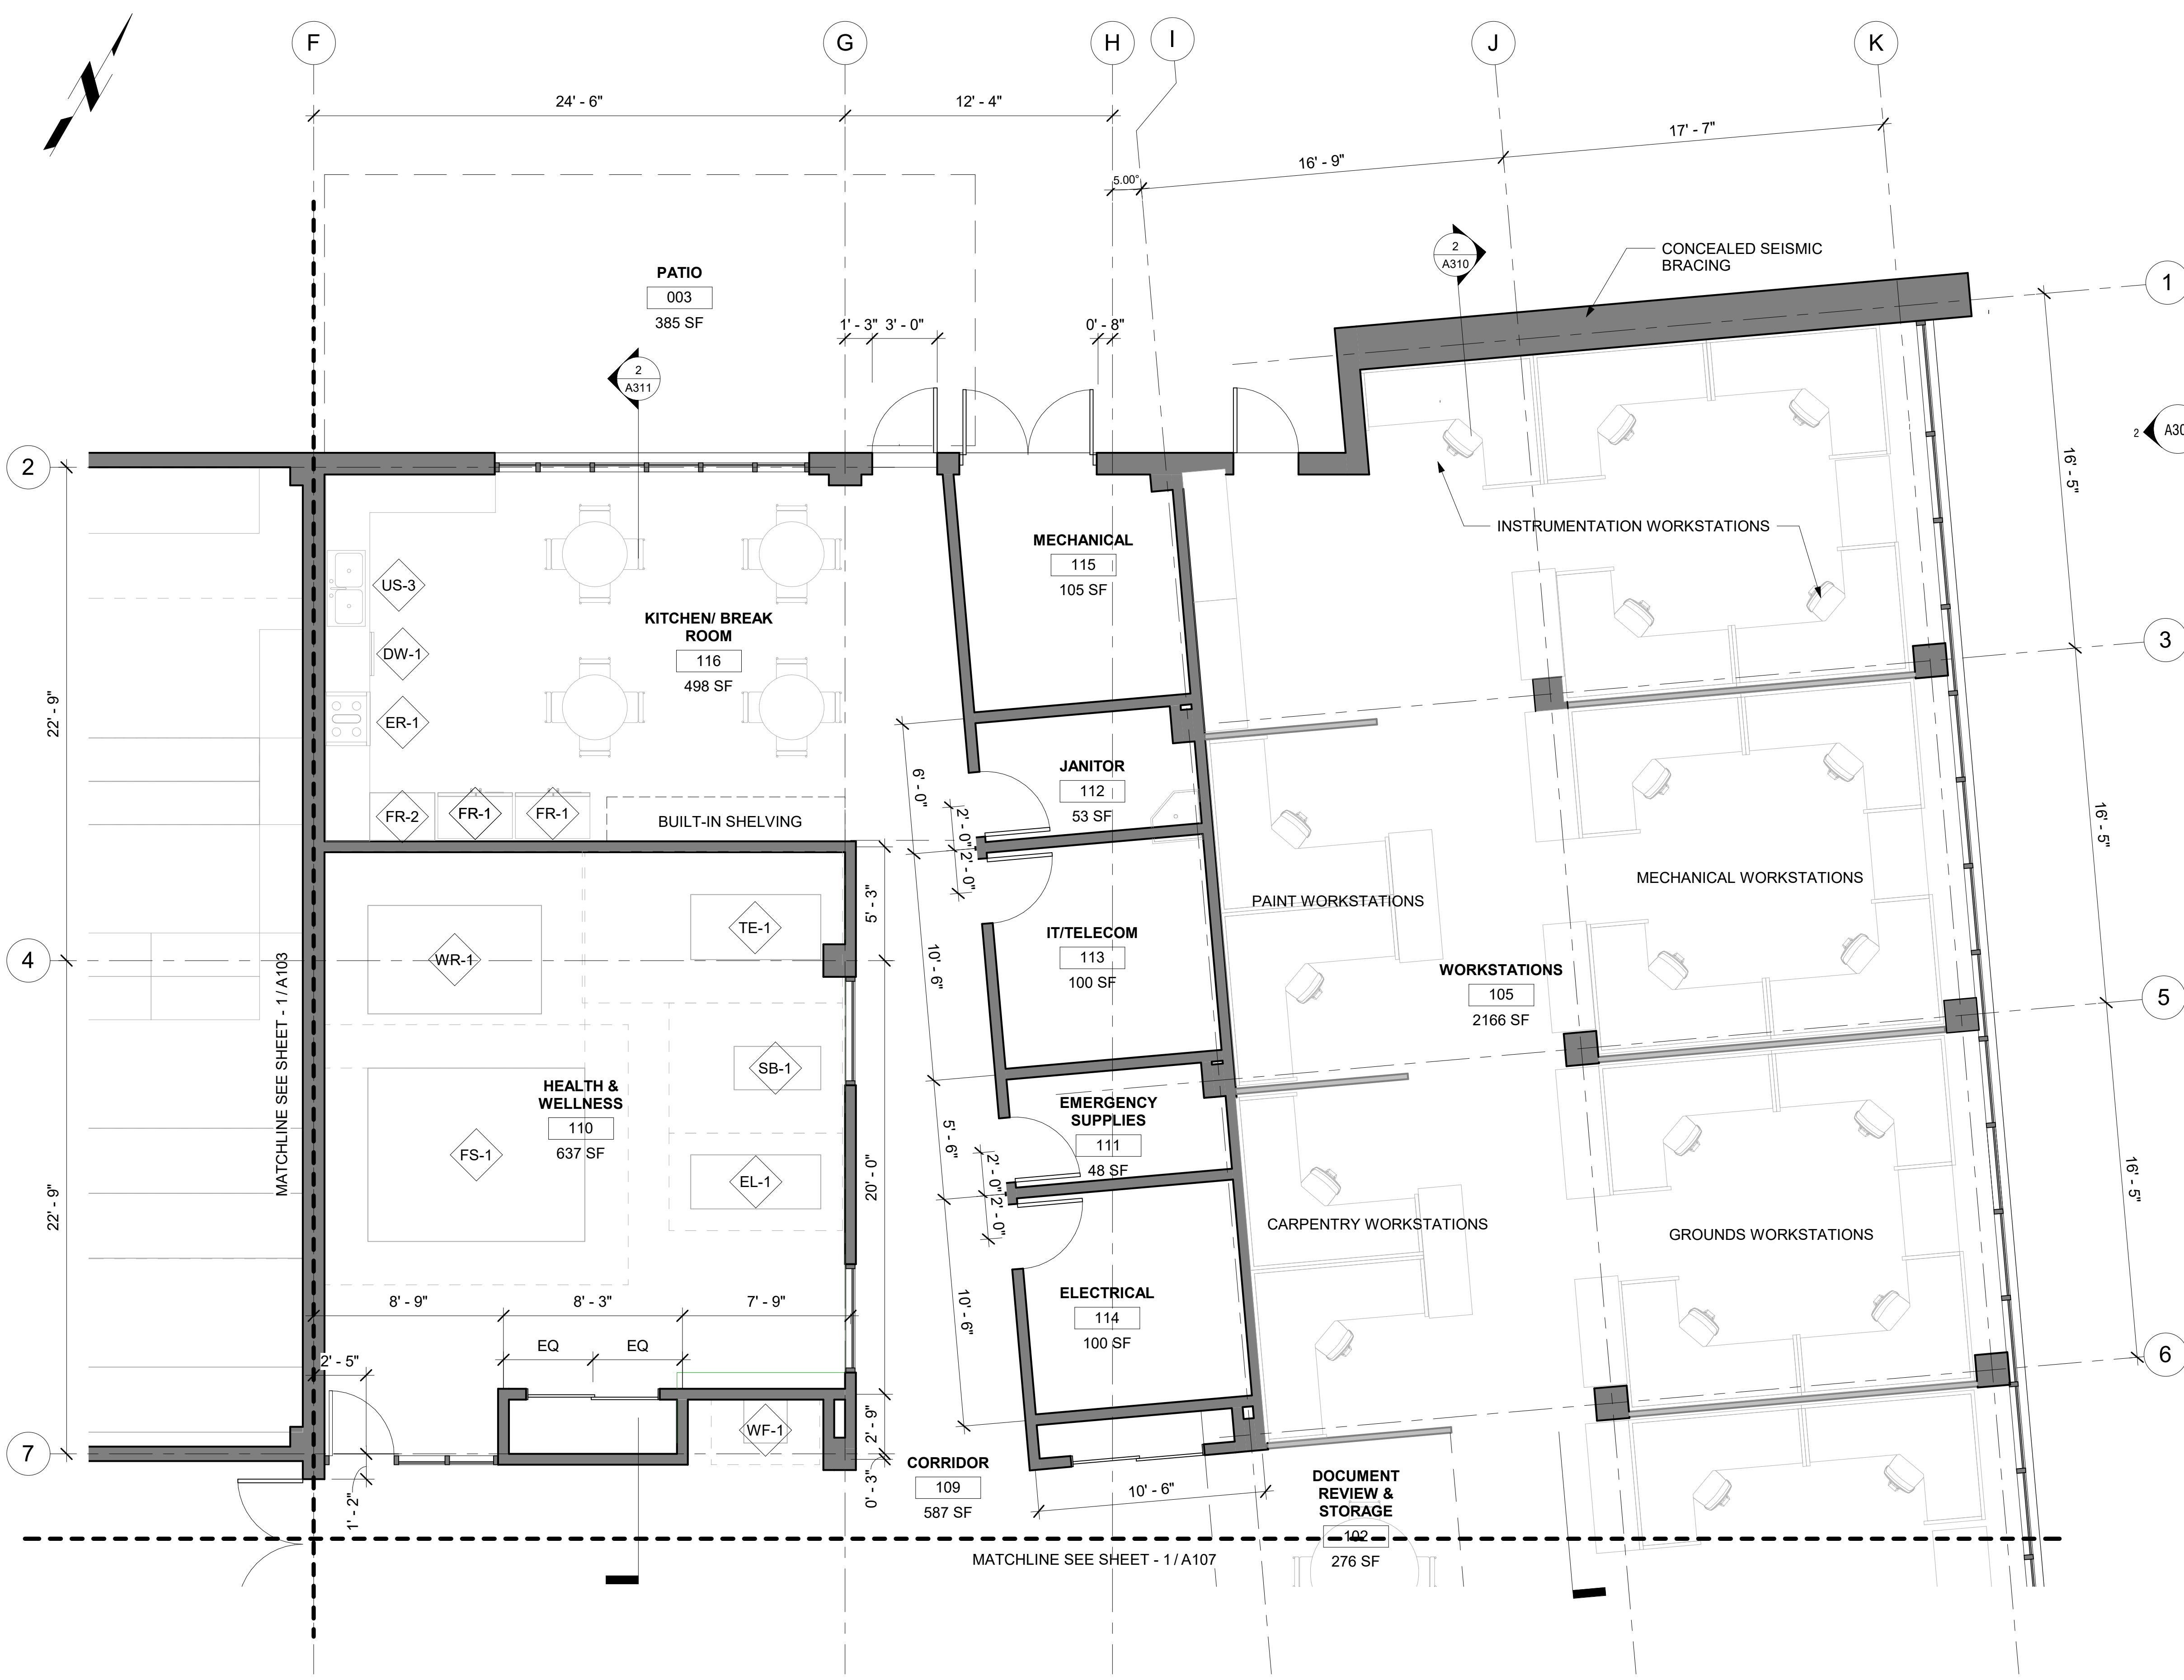 F
G
H
I
J
K
24' - 6"
12' - 4"
16' - 9"
17' - 7"
5.00°
PATIO
003
385 SF
2
A311
1' - 3"
3' - 0"
0' - 8"
2
A310
CONCEALED SEISMIC
BRACING
1
2
2
A30
16' - 5"
INSTRUMENTATION WORKSTATIONS
MECHANICAL
115
105 SF
US-3
DW-1
ER-1
FR-2
FR-1
FR-1
KITCHEN/ BREAK
ROOM
116
498 SF
BUILT-IN SHELVING
22' - 9"
3
6' - 0"
JANITOR
112
53 SF
2' - 0"
2' - 0"
16' - 5"
MECHANICAL WORKSTATIONS
PAINT WORKSTATIONS
5' - 3"
TE-1
WR-1
4
10' - 6"
IT/TELECOM
113
100 SF
WORKSTATIONS
105
2166 SF
5
MATCHLINE SEE SHEET - 1 / A103
SB-1
HEALTH &
WELLNESS
110
637 SF
FS-1
EL-1
20' - 0"
22' - 9"
EMERGENCY
SUPPLIES
111
48 SF
5' - 6"
2' - 0"
2' - 0"
16' - 5"
CARPENTRY WORKSTATIONS
GROUNDS WORKSTATIONS
8' - 9"
8' - 3"
7' - 9"
EQ
EQ
2' - 5"
10' - 6"
ELECTRICAL
114
100 SF
6
7
WF-1
2' - 9"
0' - 3"
1' - 2"
CORRIDOR
109
587 SF
10' - 6"
DOCUMENT
REVIEW &
STORAGE
102
276 SF
MATCHLINE SEE SHEET - 1 / A107